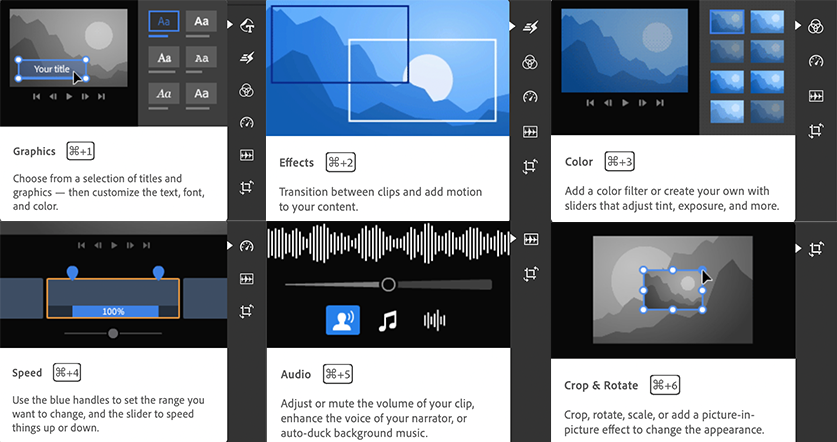 Aa Aa
Your title
Aa Aa
Aa Aa
Graphics ⌘+1
Choose from a selection of titles and
graphics — then customize the text, font,
and color.
Effects ⌘+2
Transition between clips and add motion
to your content.
Color ⌘+3
Add a color filter or create your own with
sliders that adjust tint, exposure, and more.
100%
Speed ⌘+4
Use the blue handles to set the range you
want to change, and the slider to speed
things up or down.
Audio ⌘+5
Adjust or mute the volume of your clip,
enhance the voice of your narrator, or
auto-duck background music.
Crop & Rotate ⌘+6
Crop, rotate, scale, or add a picture-in-
picture effect to change the appearance.